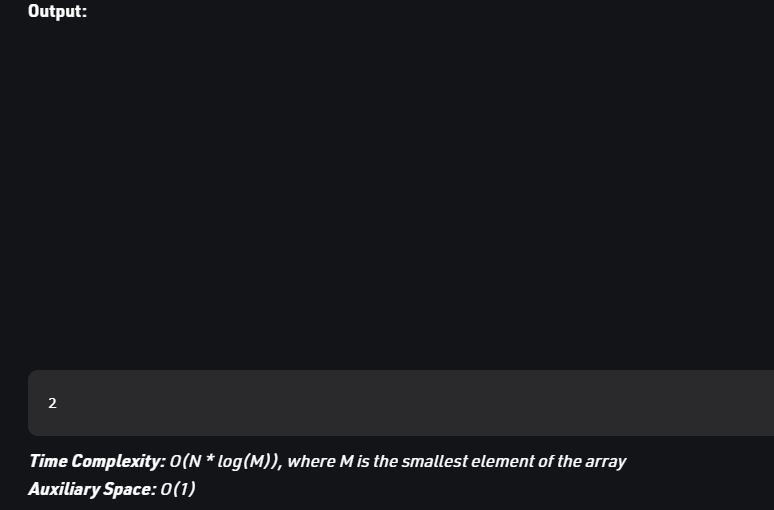 Output:
2
Time Complexity: O(N * log(M)), where M is the smallest element of the array
Auxiliary Space: O(1)